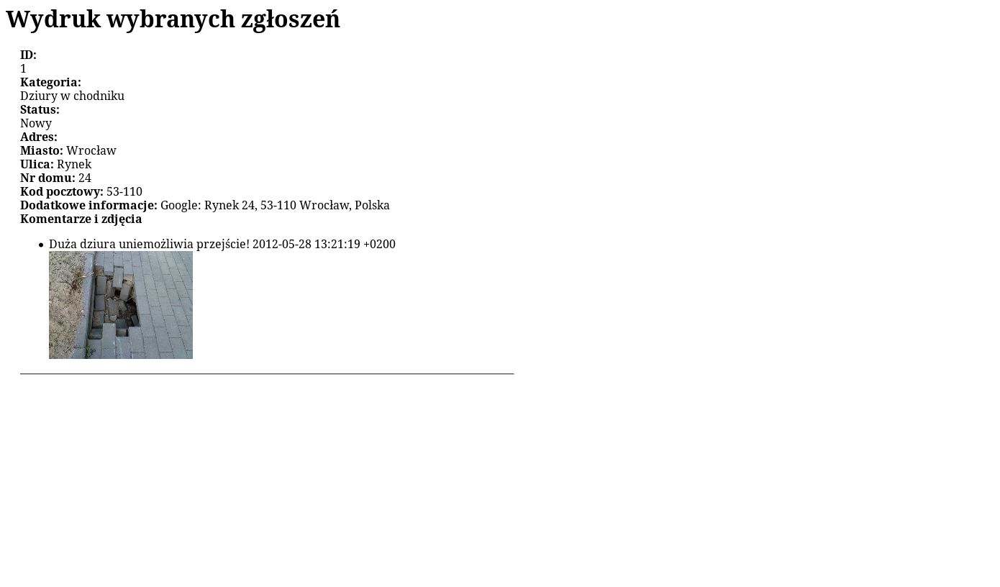 Wydruk wybranych zgłoszeń
ID:
1
Kategoria:
Dziury w chodniku
Status:
Nowy
Adres:
Miasto: Wrocław
Ulica: Rynek
Nr domu: 24
Kod pocztowy: 53-110
Dodatkowe informacje: Google: Rynek 24, 53-110 Wrocław, Polska
Komentarze i zdjęcia
• Duża dziura uniemożliwia przejście! 2012-05-28 13:21:19 +0200